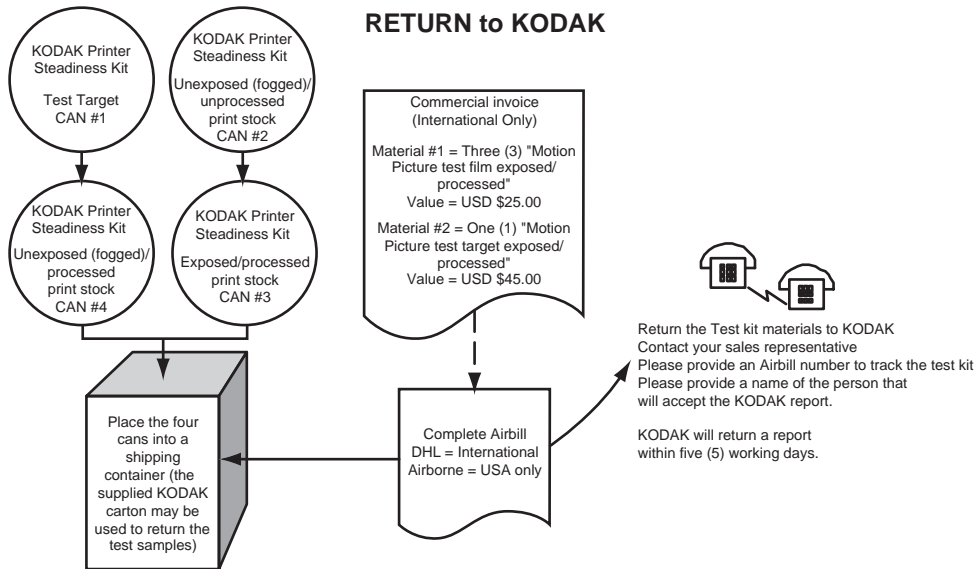 RETURN to KODAK
KODAK Printer
Steadiness Kit
Test Target
CAN #1
KODAK Printer
Steadiness Kit
Unexposed (fogged)/
unprocessed
print stock
CAN #2
KODAK Printer
Steadiness Kit
Unexposed (fogged)/
processed
print stock
CAN #4
KODAK Printer
Steadiness Kit
Exposed/processed
print stock
CAN #3
Place the four
cans into a
shipping
container (the
supplied KODAK
carton may be
used to return the
test samples)
Commercial invoice
(International Only)
Material #1 = Three (3) "Motion
Picture test film exposed/
processed"
Value = USD $25.00
Material #2 = One (1) "Motion
Picture test target exposed/
processed"
Value = USD $45.00
Complete Airbill
DHL = International
Airborne = USA only
Return the Test kit materials to KODAK
Contact your sales representative
Please provide an Airbill number to track the test kit
Please provide a name of the person that
will accept the KODAK report.
KODAK will return a report
within five (5) working days.